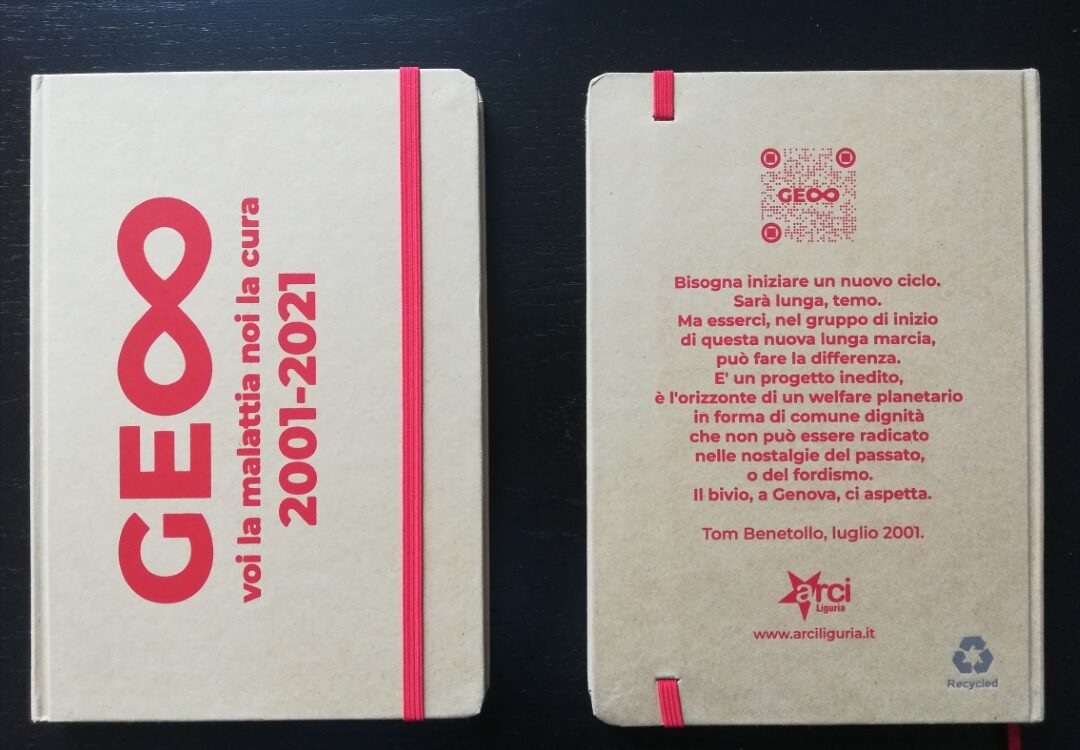 GE∞
voi la malattia noi la cura
2001-2021
GE∞
Bisogna iniziare un nuovo ciclo.
Sarà lunga, temo.
Ma esserci, nel gruppo di inizio
di questa nuova lunga marcia,
può fare la differenza.
E' un progetto inedito,
è l'orizzonte di un welfare planetario
in forma di comune dignità
che non può essere radicato
nelle nostalgie del passato,
o del fordismo.
Il bivio, a Genova, ci aspetta.
Tom Benetollo, luglio 2001.
arci
Liguria
www.arciliguria.it
Recycled